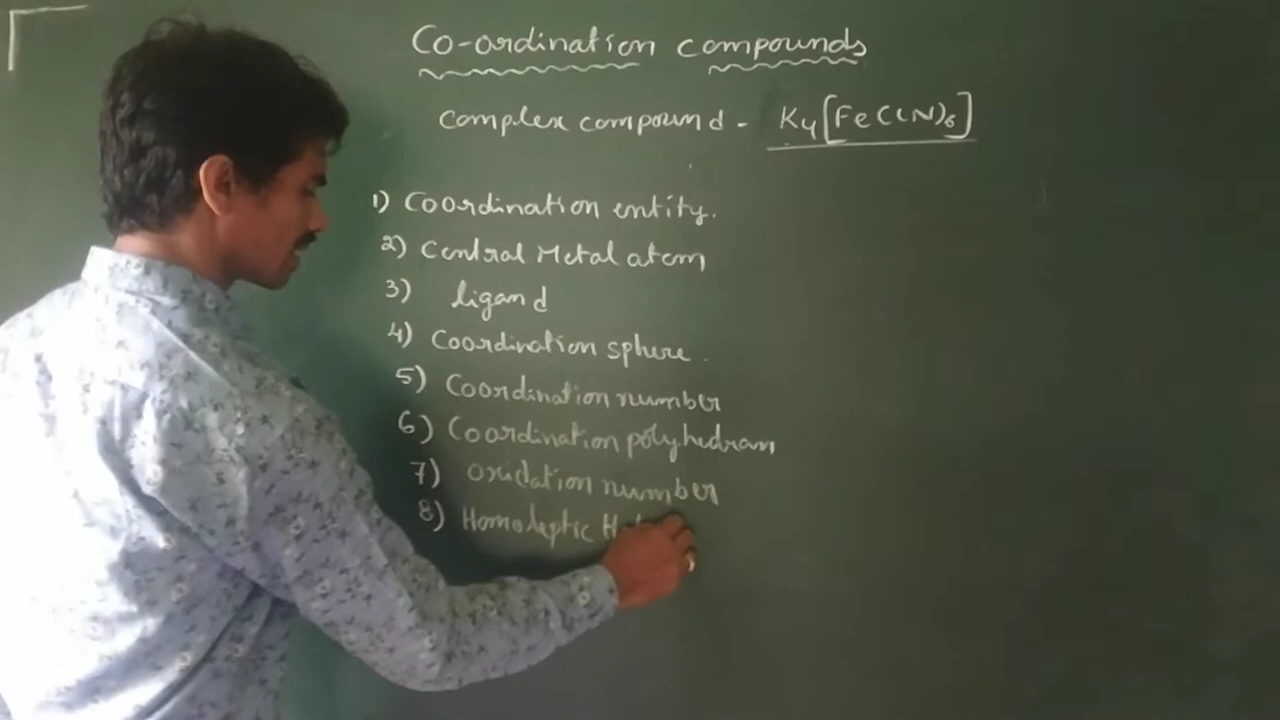 Co-ordination compounds
complex compound - K4[Fe(CN)6]
1) Coordination entity.
2) Central Metal atom
3) ligand
4) Coordination sphere.
5) Coordination number
6) Coordination polyhedram
7) Oxidation number
8) Homoleptic